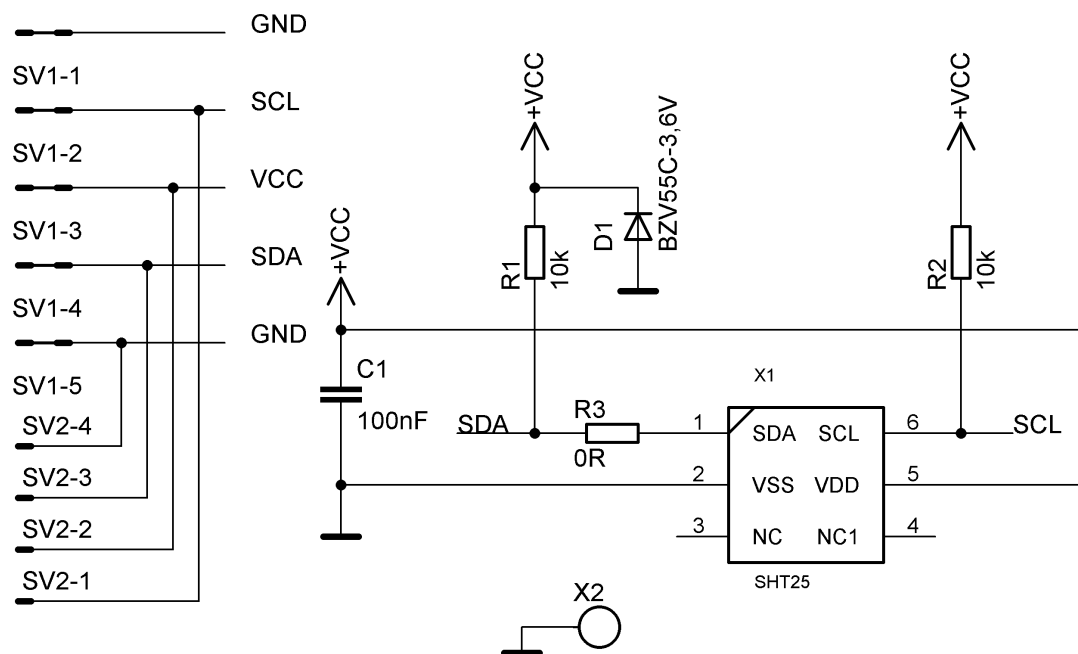 GND
SV1-1
SCL
SV1-2
VCC
SV1-3
SDA
SV1-4
GND
SV1-5
SV2-4
SV2-3
SV2-2
SV2-1
+VCC
C1
100nF
+VCC
R1
10k
D1
BZV55C-3,6V
+VCC
R2
10k
SDA
R3
0R
X1
1 SDA SCL 6
SCL
2 VSS VDD 5
3 NC NC1 4
SHT25
X2